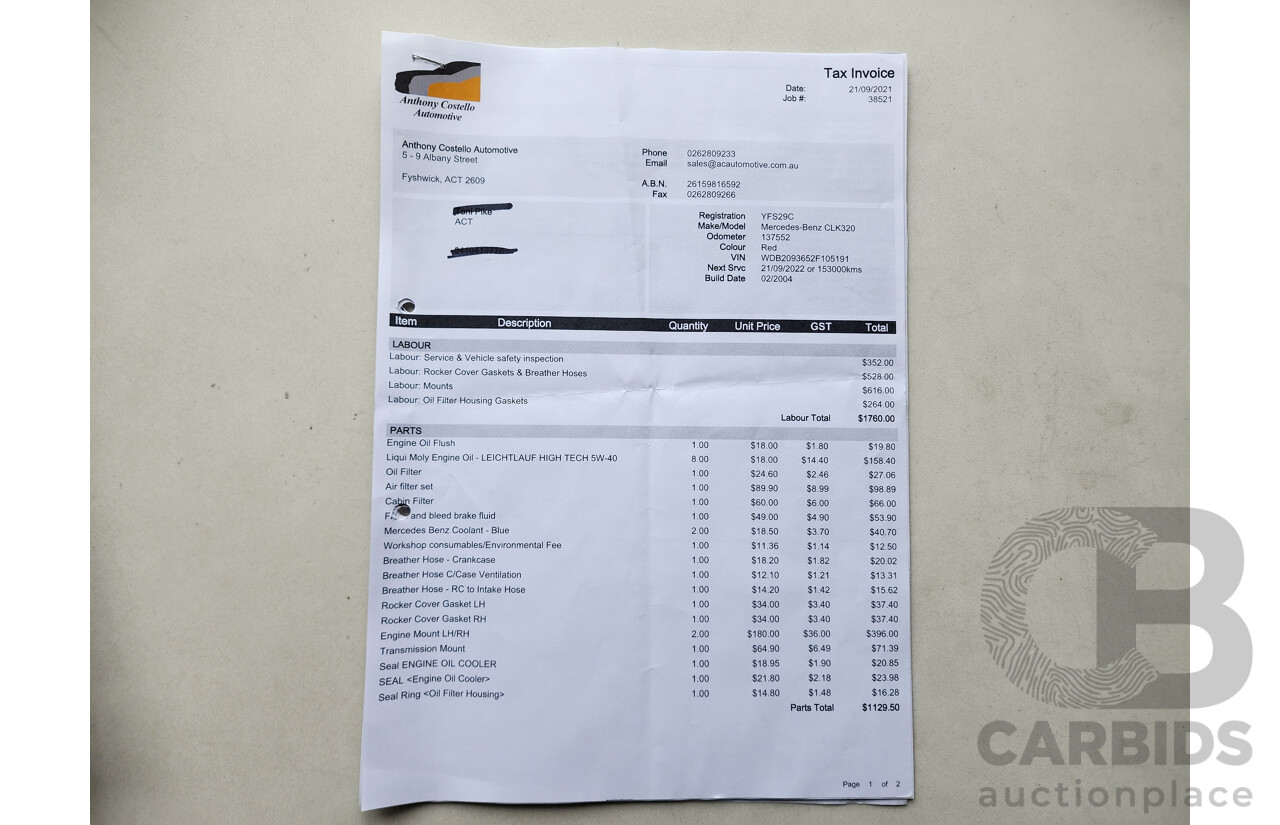 Anthony Costello
Automotive
Tax Invoice
Date: 21/09/2021
Job #: 38521
Anthony Costello Automotive
5 - 9 Albany Street
Fyshwick, ACT 2609
Phone 0262809233
Email sales@acautomotive.com.au
A.B.N. 26159816592
Fax 0262809266
ACT
Registration YFS29C
Make/Model Mercedes-Benz CLK320
Odometer 137552
Colour Red
VIN WDB2093652F105191
Next Srvc 21/09/2022 or 153000kms
Build Date 02/2004
Item Description Quantity Unit Price GST Total
LABOUR
Labour: Service & Vehicle safety inspection $352.00
Labour: Rocker Cover Gaskets & Breather Hoses $528.00
Labour: Mounts $616.00
Labour: Oil Filter Housing Gaskets $264.00
Labour Total $1760.00
PARTS
Engine Oil Flush 1.00 $18.00 $1.80 $19.80
Liqui Moly Engine Oil - LEICHTLAUF HIGH TECH 5W-40 8.00 $18.00 $14.40 $158.40
Oil Filter 1.00 $24.60 $2.46 $27.06
Air filter set 1.00 $89.90 $8.99 $98.89
Cabin Filter 1.00 $60.00 $6.00 $66.00
and bleed brake fluid 1.00 $49.00 $4.90 $53.90
Mercedes Benz Coolant - Blue 2.00 $18.50 $3.70 $40.70
Workshop consumables/Environmental Fee 1.00 $11.36 $1.14 $12.50
Breather Hose - Crankcase 1.00 $18.20 $1.82 $20.02
Breather Hose C/Case Ventilation 1.00 $12.10 $1.21 $13.31
Breather Hose - RC to Intake Hose 1.00 $14.20 $1.42 $15.62
Rocker Cover Gasket LH 1.00 $34.00 $3.40 $37.40
Rocker Cover Gasket RH 1.00 $34.00 $3.40 $37.40
Engine Mount LH/RH 2.00 $180.00 $36.00 $396.00
Transmission Mount 1.00 $64.90 $6.49 $71.39
Seal ENGINE OIL COOLER 1.00 $18.95 $1.90 $20.85
SEAL <Engine Oil Cooler> 1.00 $21.80 $2.18 $23.98
Seal Ring <Oil Filter Housing> 1.00 $14.80 $1.48 $16.28
Parts Total $1129.50
Page 1 of 2
CB
CARBIDS
auctionplace